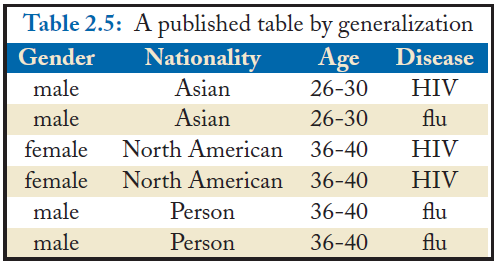 Table 2.5: A published table by generalization
Gender Nationality Age Disease
male Asian 26-30 HIV
male Asian 26-30 flu
female North American 36-40 HIV
female North American 36-40 HIV
male Person 36-40 flu
male Person 36-40 flu